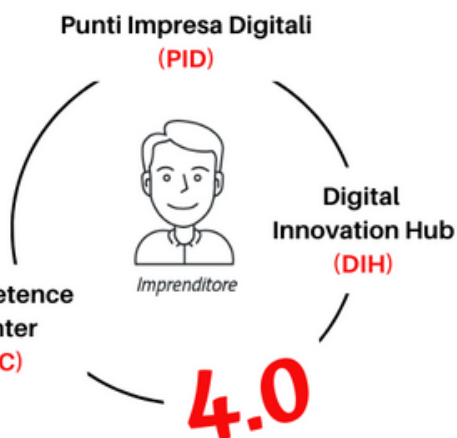 Punti Impresa Digitali
(PID)
Digital
Innovation Hub
(DIH)
Imprenditore
4.0